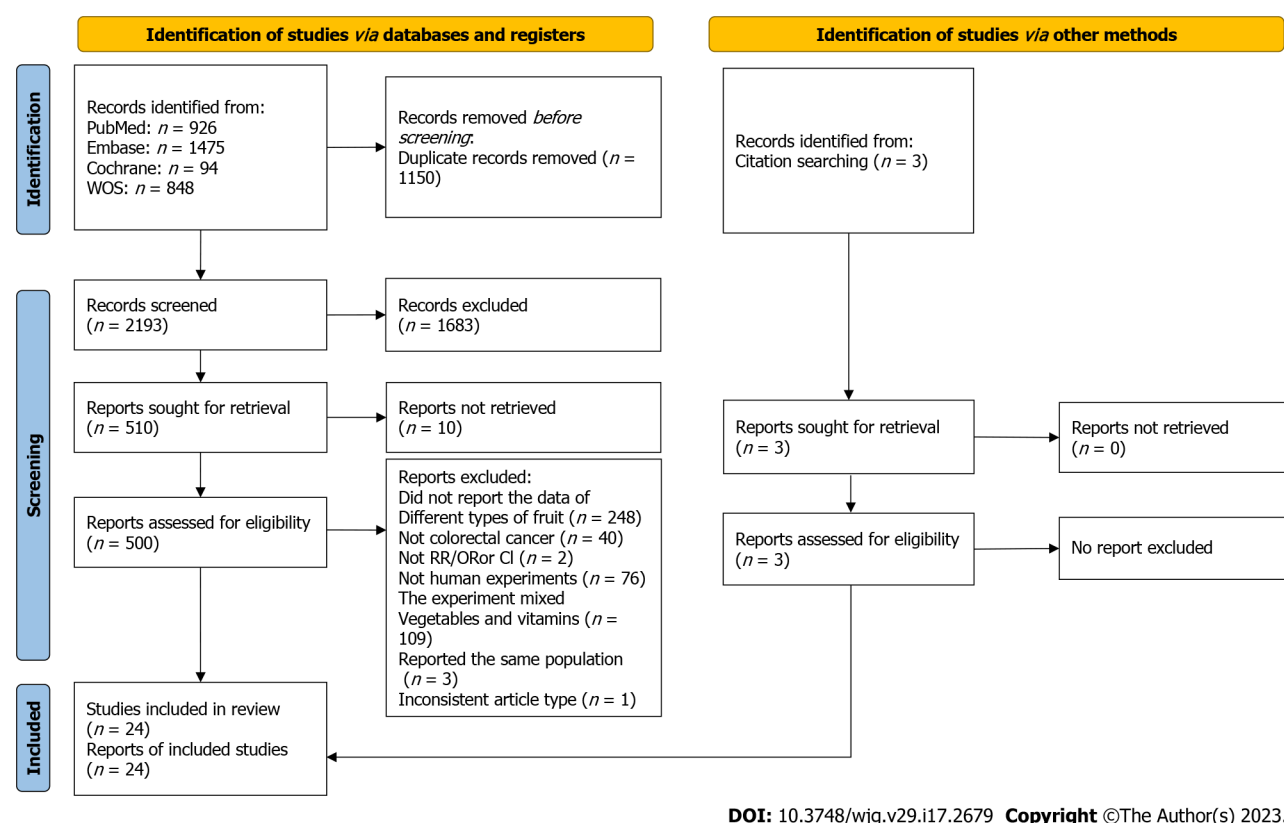 Identification of studies via databases and registers
Identification of studies via other methods
Identification
Records identified from:
PubMed: n = 926
Embase: n = 1475
Cochrane: n = 94
WOS: n = 848
Records removed before
screening:
Duplicate records removed (n =
1150)
Records identified from:
Citation searching (n = 3)
Screening
Records screened
(n = 2193)
Records excluded
(n = 1683)
Reports sought for retrieval
(n = 510)
Reports not retrieved
(n = 10)
Reports sought for retrieval
(n = 3)
Reports not retrieved
(n = 0)
Reports assessed for eligibility
(n = 500)
Reports excluded:
Did not report the data of
Different types of fruit (n = 248)
Not colorectal cancer (n = 40)
Not RR/ORor Cl (n = 2)
Not human experiments (n = 76)
The experiment mixed
Vegetables and vitamins (n =
109)
Reported the same population
(n = 3)
Inconsistent article type (n = 1)
Reports assessed for eligibility
(n = 3)
No report excluded
Included
Studies included in review
(n = 24)
Reports of included studies
(n = 24)
DOI: 10.3748/wjg.v29.i17.2679 Copyright ©The Author(s) 2023.